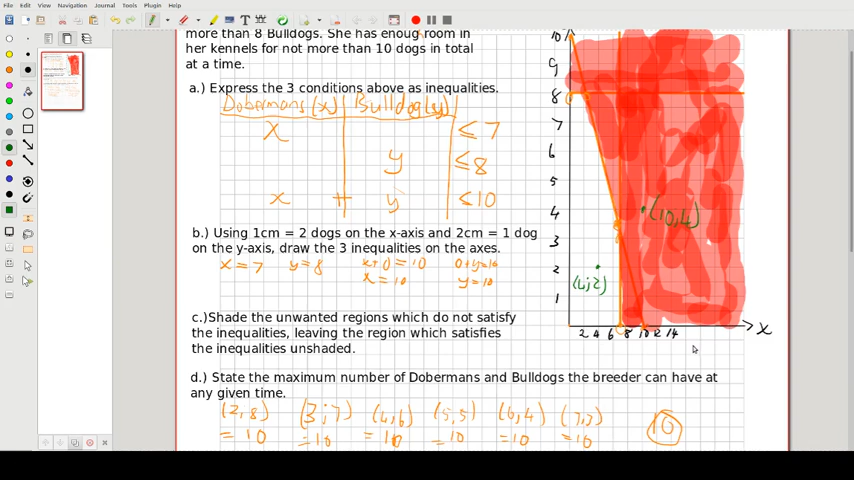 File Edit View Navigation Journal Tools Plugin Help
more than 8 Bulldogs. She has enoug room in
her kennels for not more than 10 dogs in total
at a time.
a.) Express the 3 conditions above as inequalities.
Dobermans (x) Bulldog (y)
x ≤ 7
y ≤ 8
x + y ≤ 10
b.) Using 1cm = 2 dogs on the x-axis and 2cm = 1 dog
on the y-axis, draw the 3 inequalities on the axes.
x = 7 y = 8 x+0 = 10 0+y=10
x = 10 y = 10
c.)Shade the unwanted regions which do not satisfy
the inequalities, leaving the region which satisfies
the inequalities unshaded.
d.) State the maximum number of Dobermans and Bulldogs the breeder can have at
any given time.
(2,8) (3;7) (4,6) (5,5) (6,4) (7,3) 10
= 10 = 10 = 10 = 10 = 10 = 10
10
9
8
7
6
5
4 (10,4)
3
2 (4;2)
1
2 4 6 8 10 12 14 x